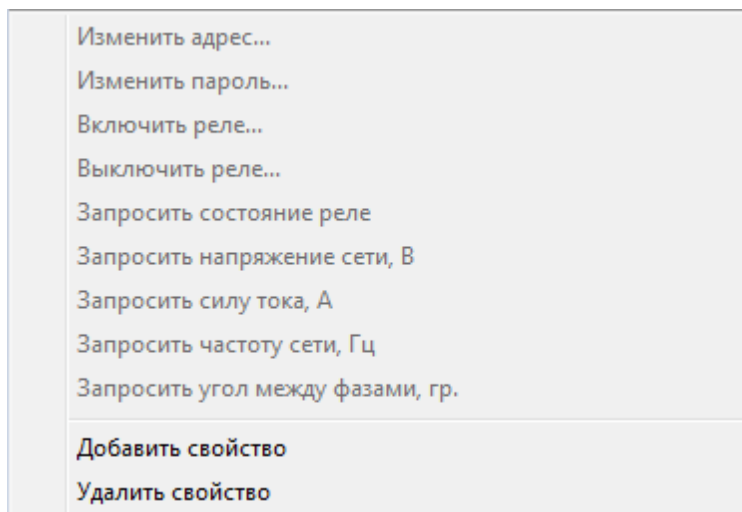 Изменить адрес...
Изменить пароль...
Включить реле...
Выключить реле...
Запросить состояние реле
Запросить напряжение сети, В
Запросить силу тока, А
Запросить частоту сети, Гц
Запросить угол между фазами, гр.
Добавить свойство
Удалить свойство